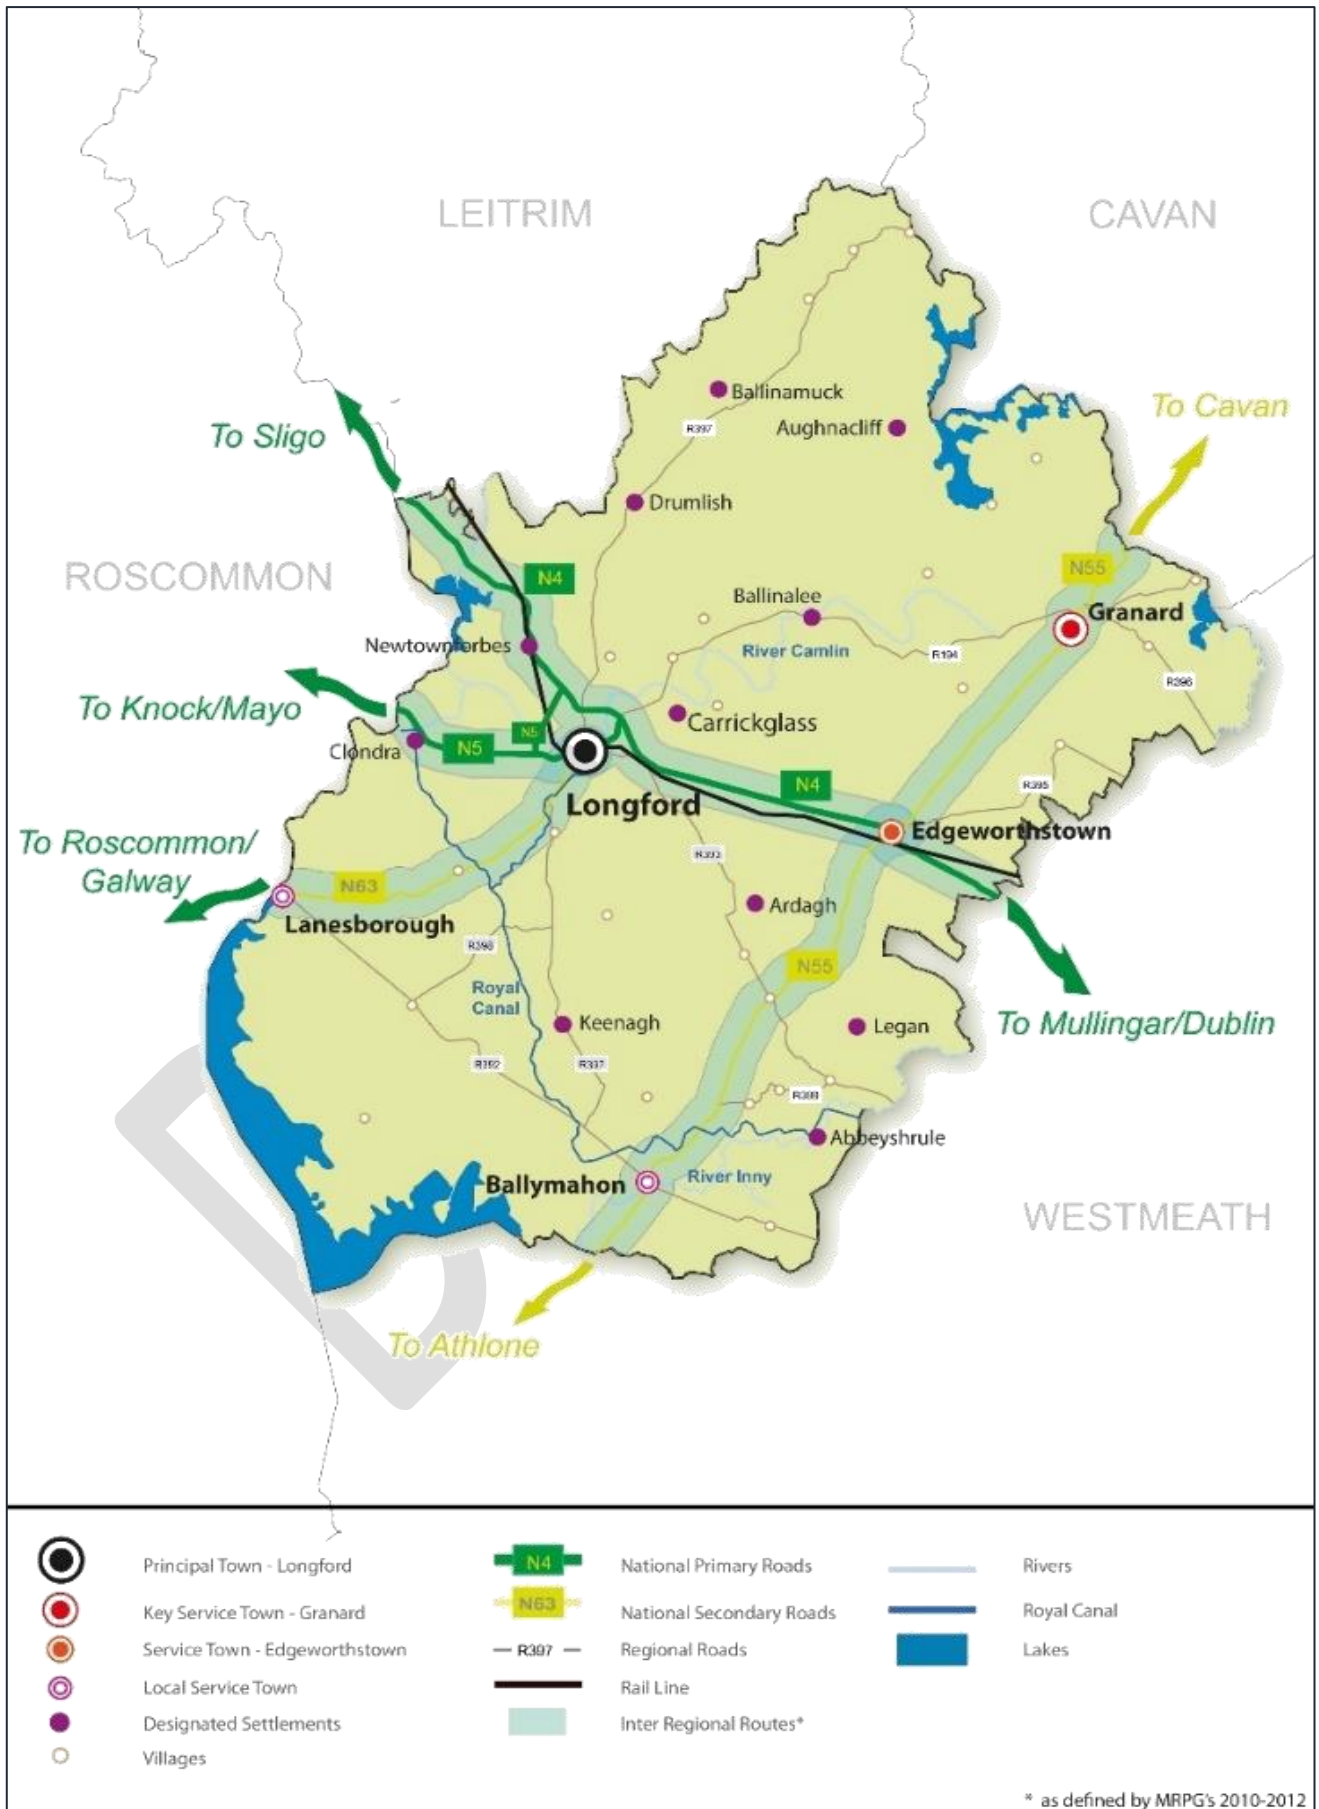 LEITRIM
CAVAN
To Cavan
To Sligo
Ballinamuck
Aughnacliff
R397
Drumlish
ROSCOMMON
N4
N55
Ballinalee
Granard
Newtownforbes
River Camlin
R194
R396
To Knock/Mayo
Carrickglass
N5
N5
Clondra
N4
R395
Longford
Edgeworthstown
To Roscommon/
Galway
R393
N63
Ardagh
Lanesborough
R398
N55
Royal
Canal
Keenagh
Legan
To Mullingar/Dublin
R392
R397
R399
Abbeyshrule
Ballymahon
River Inny
WESTMEATH
To Athlone
Principal Town - Longford
Key Service Town - Granard
Service Town - Edgeworthstown
Local Service Town
Designated Settlements
Villages
N4
National Primary Roads
N63
National Secondary Roads
R397
Regional Roads
Rail Line
Inter Regional Routes*
Rivers
Royal Canal
Lakes
* as defined by MRPG's 2010-2012